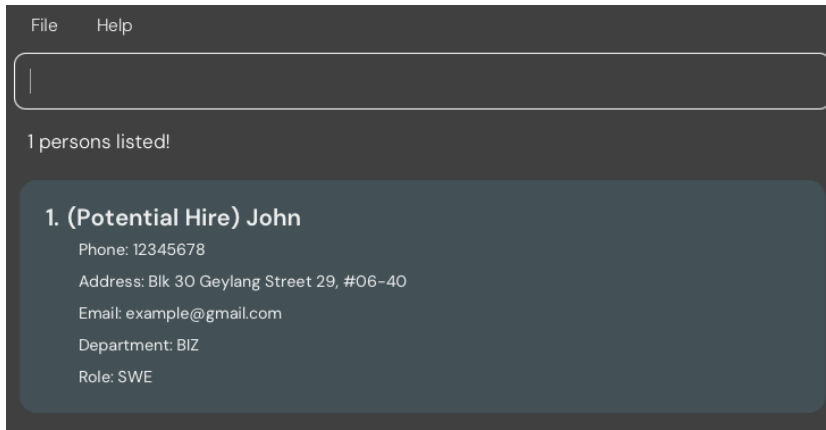 File Help
1 persons listed!
1. (Potential Hire) John
Phone: 12345678
Address: Blk 30 Geylang Street 29, #06-40
Email: example@gmail.com
Department: BIZ
Role: SWE